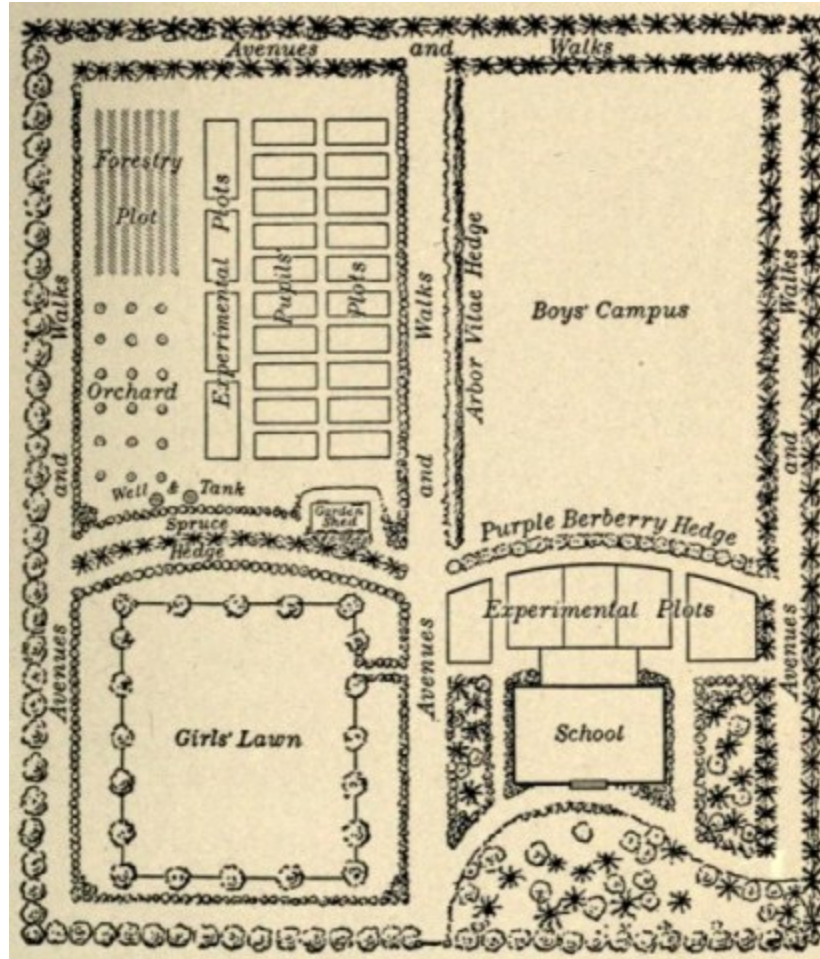 Avenues and Walks
Forestry
Plot
Experimental Plots
Pupils' Plots
Walks
and
Avenues
Orchard
Well & Tank
Garden
Shed
Spruce
Hedge
Walks
and
Avenues
Arbor Vitae Hedge
Boys' Campus
Walks
and
Avenues
Purple Berberry Hedge
Experimental Plots
Girls' Lawn
School